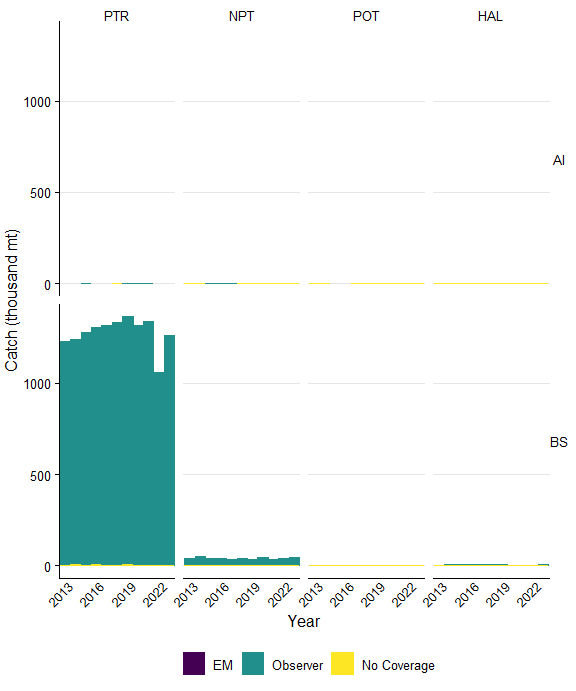 PTR NPT POT HAL
1000
500
0
AI
1000
500
0
BS
Catch (thousand mt)
2013 2016 2019 2022 2013 2016 2019 2022 2013 2016 2019 2022 2013 2016 2019 2022
Year
EM Observer No Coverage